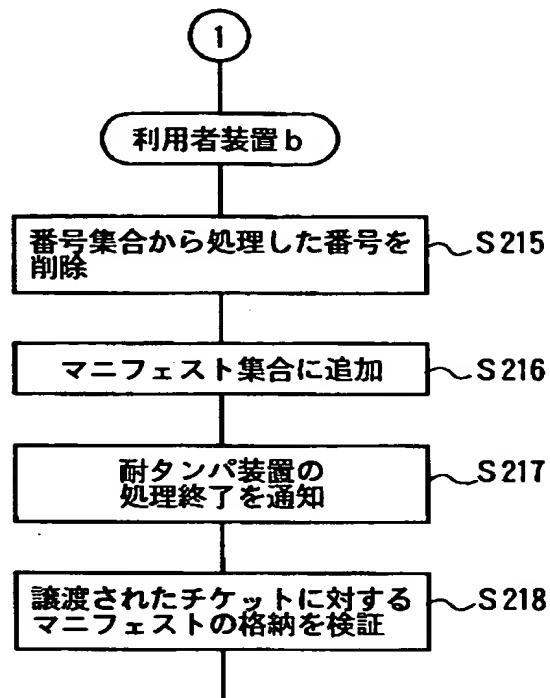 1
利用者装置b
番号集合から処理した番号を
削除
S215
マニフェスト集合に追加
S216
耐タンパ装置の
処理終了を通知
S217
譲渡されたチケットに対する
マニフェストの格納を検証
S218